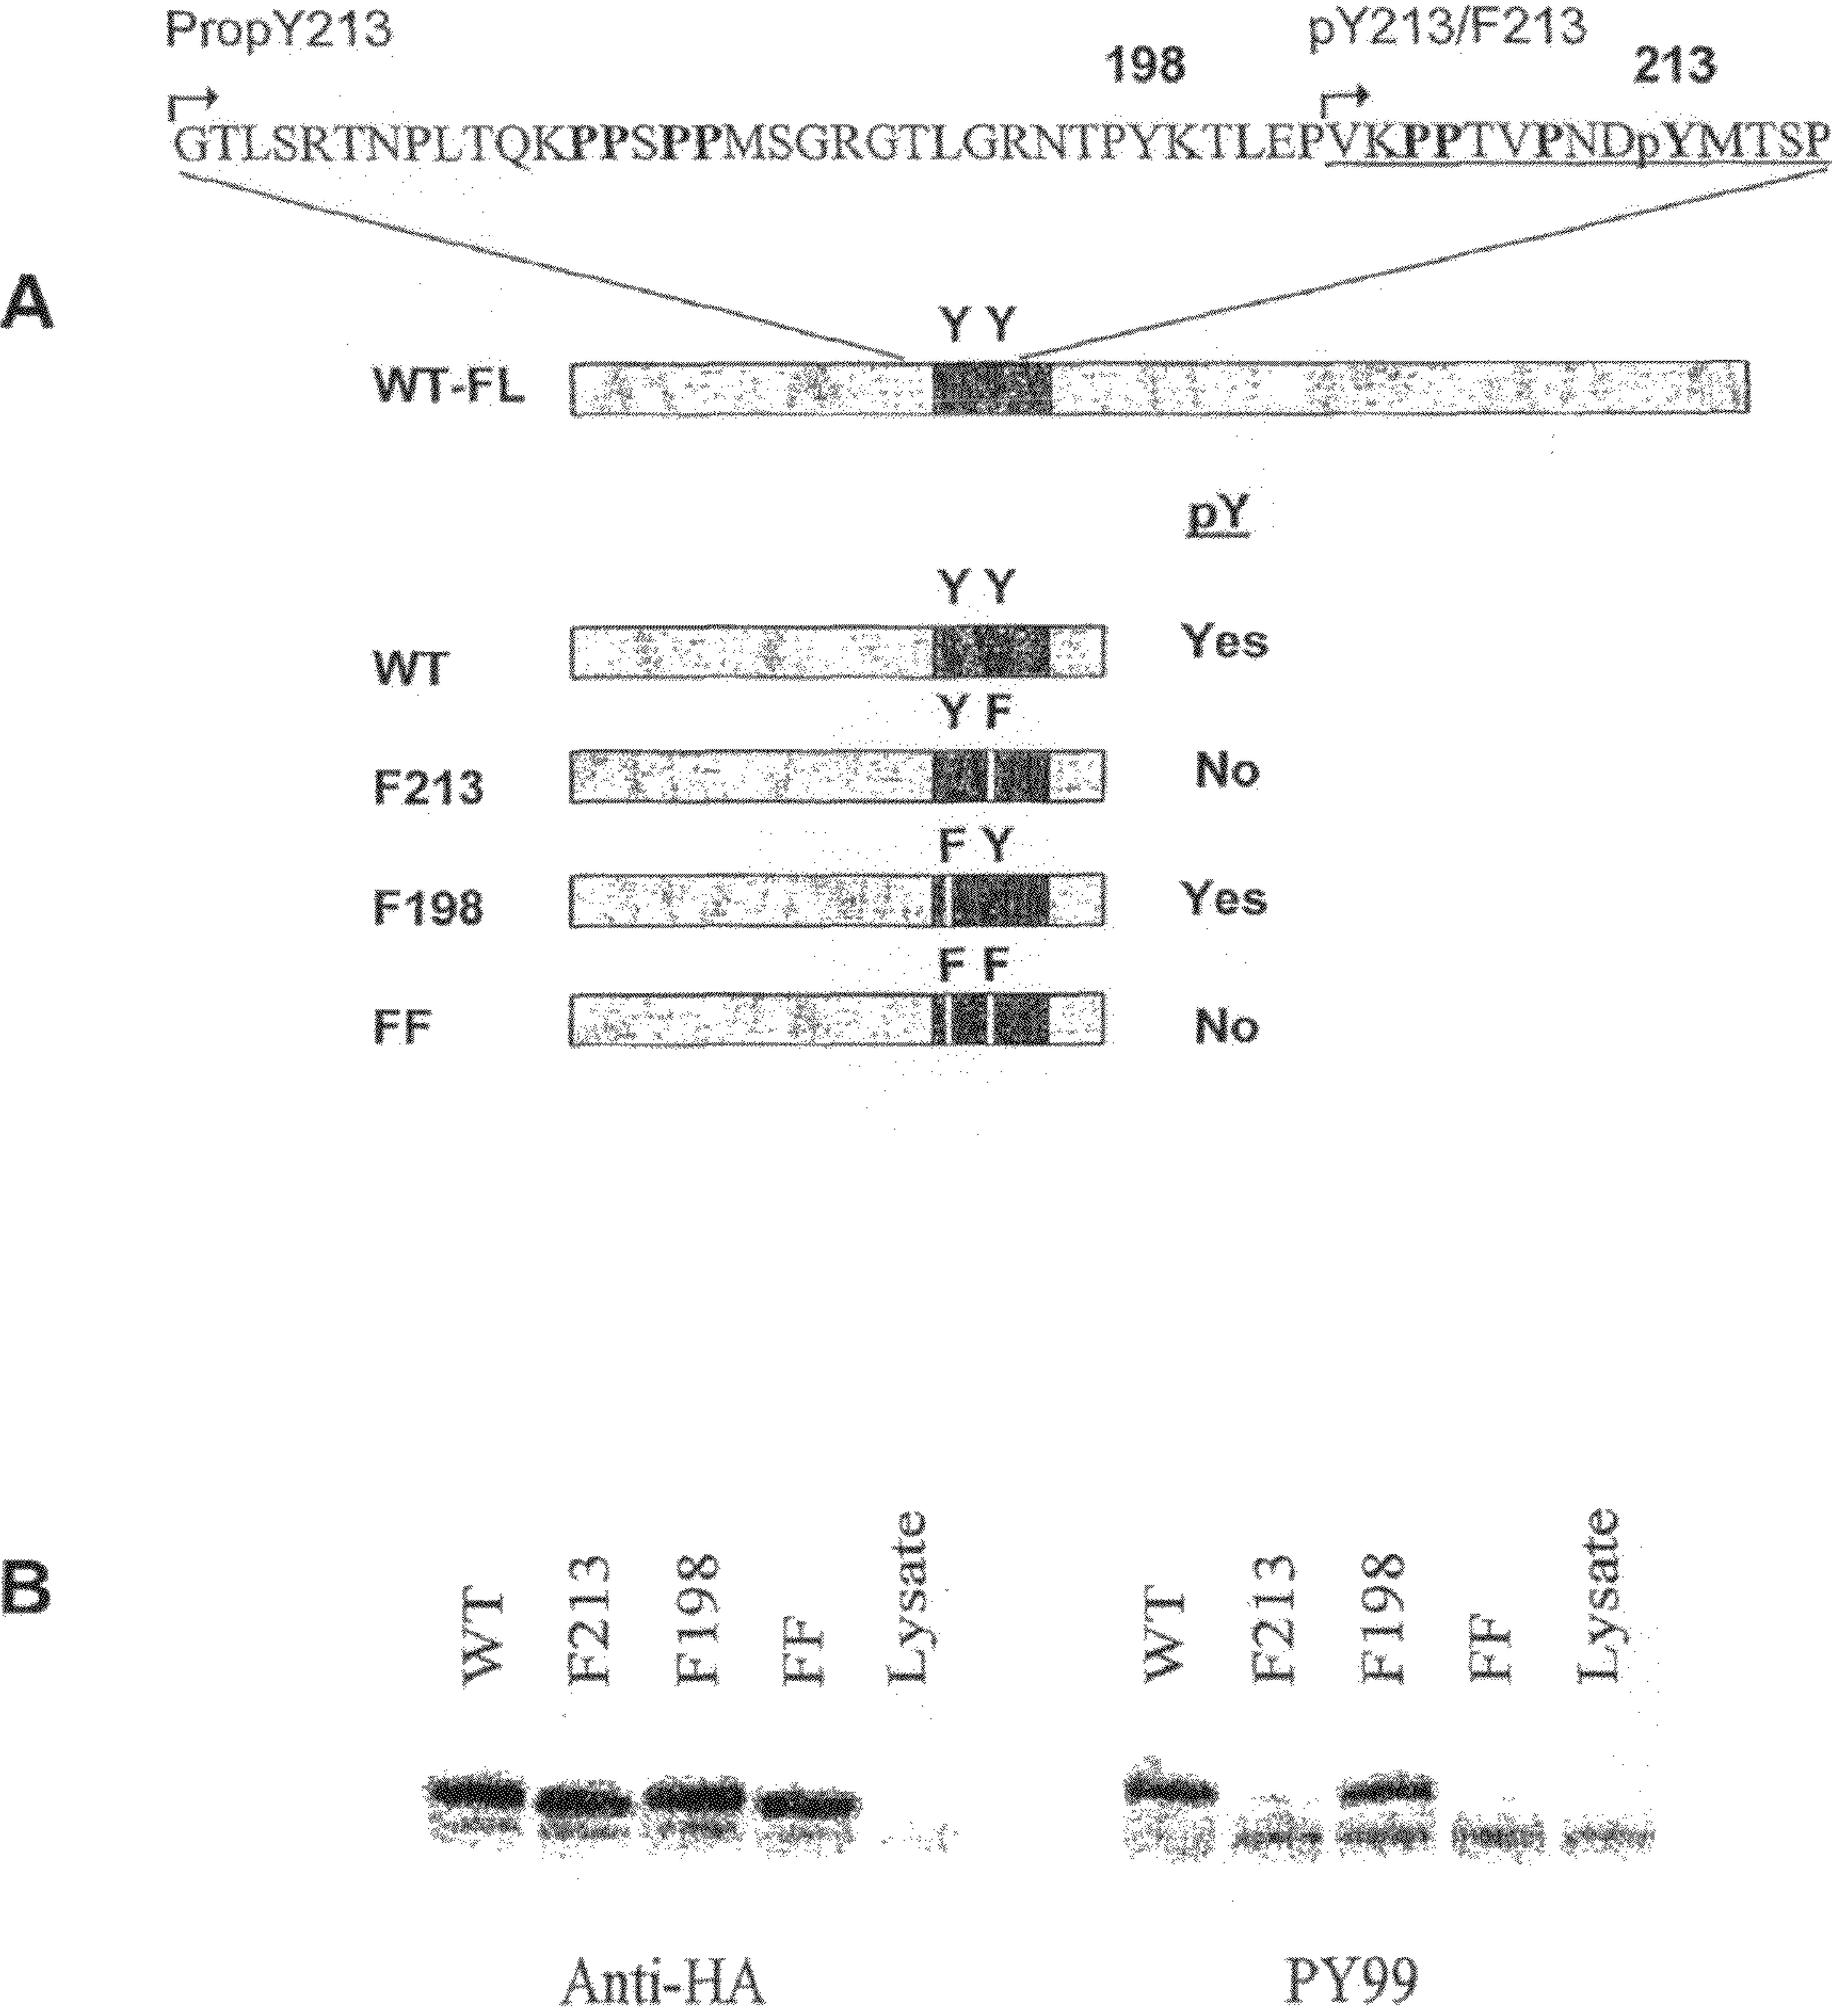 PropY213 pY213/F213
198 213
GTLSRTNPLTQKPPSPPMSGRGTLGRNTPYKTLEPVKPPTVPNDpYMTSP
A
Y Y
WT-FL
pY
Y Y
WT Yes
Y F
F213 No
F Y
F198 Yes
F F
FF No
B
WT F213 F198 FF Lysate WT F213 F198 FF Lysate
Anti-HA PY99